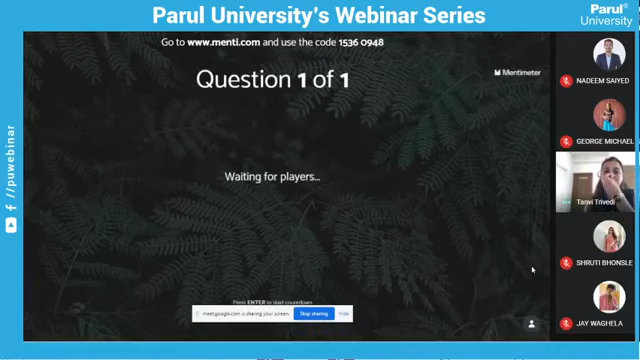 Parul University's Webinar Series
Parul®
University
Go to www.menti.com and use the code 1536 0948
Question 1 of 1
Mentimeter
Waiting for players...
Press ENTER to start countdown
meet.google.com is sharing your screen.
Stop sharing
Hide
NADEEM SAIYED
GEORGE MICHAEL
Tanvi Trivedi
SHRUTI BHONSLE
JAY WAGHELA
//puwebinar